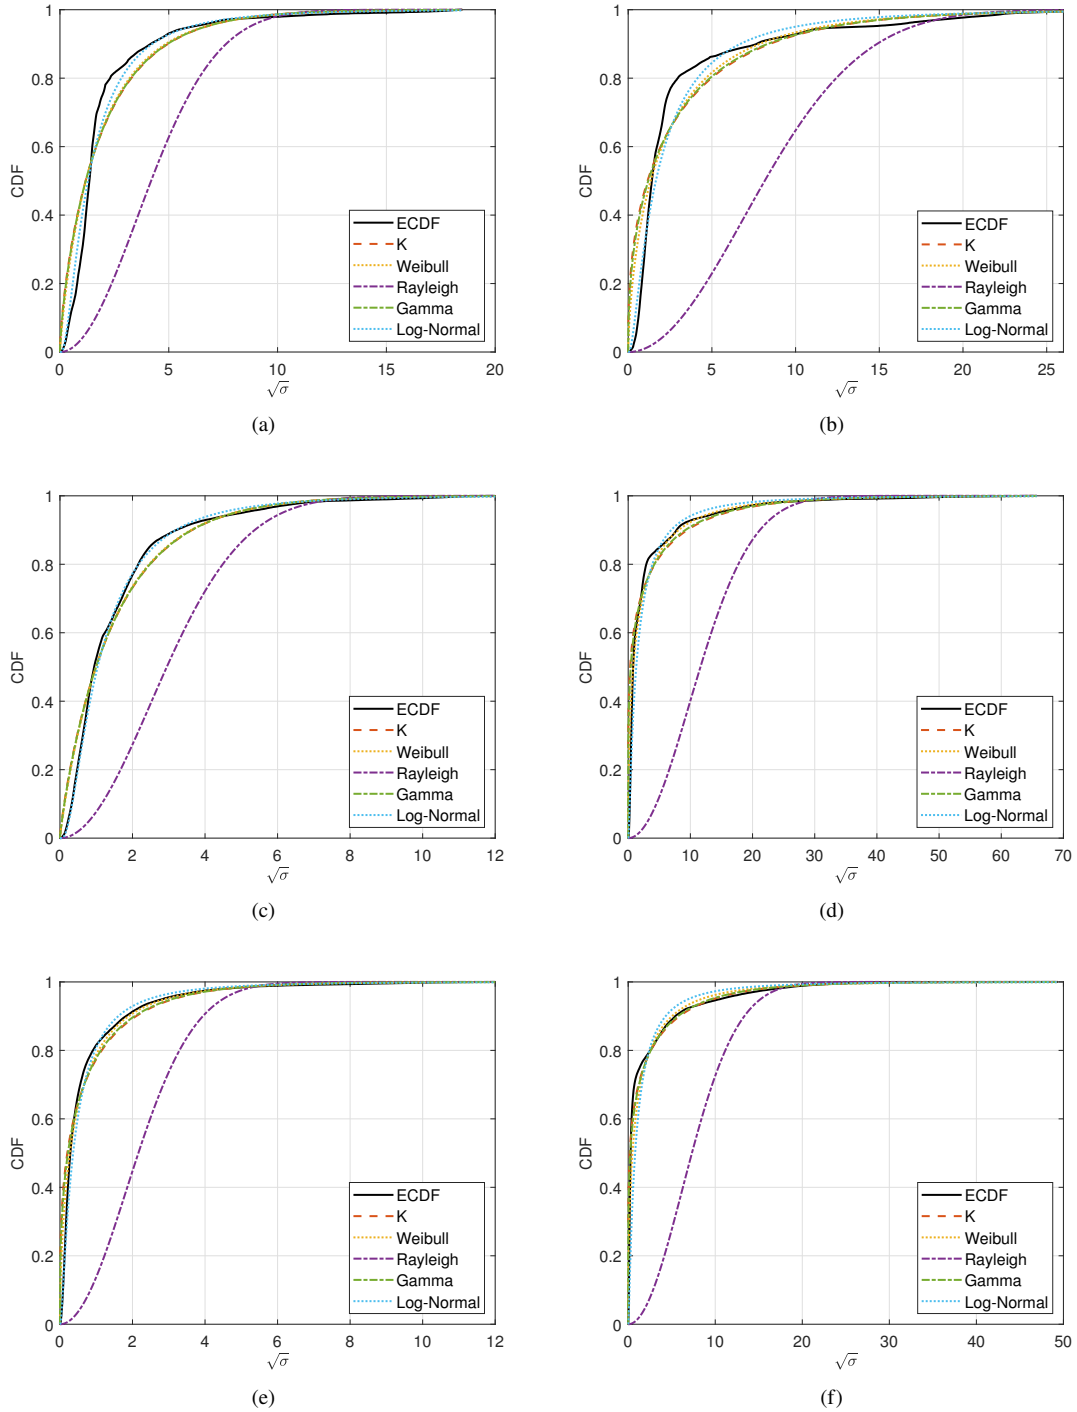 1
0.8
0.6
0.4
0.2
0
CDF
0 5 10 15 20
√σ
ECDF
K
Weibull
Rayleigh
Gamma
Log-Normal
(a)
1
0.8
0.6
0.4
0.2
0
CDF
0 5 10 15 20 25
√σ
ECDF
K
Weibull
Rayleigh
Gamma
Log-Normal
(b)
1
0.8
0.6
0.4
0.2
0
CDF
0 2 4 6 8 10 12
√σ
ECDF
K
Weibull
Rayleigh
Gamma
Log-Normal
(c)
1
0.8
0.6
0.4
0.2
0
CDF
0 10 20 30 40 50 60 70
√σ
ECDF
K
Weibull
Rayleigh
Gamma
Log-Normal
(d)
1
0.8
0.6
0.4
0.2
0
CDF
0 2 4 6 8 10 12
√σ
ECDF
K
Weibull
Rayleigh
Gamma
Log-Normal
(e)
1
0.8
0.6
0.4
0.2
0
CDF
0 10 20 30 40 50
√σ
ECDF
K
Weibull
Rayleigh
Gamma
Log-Normal
(f)